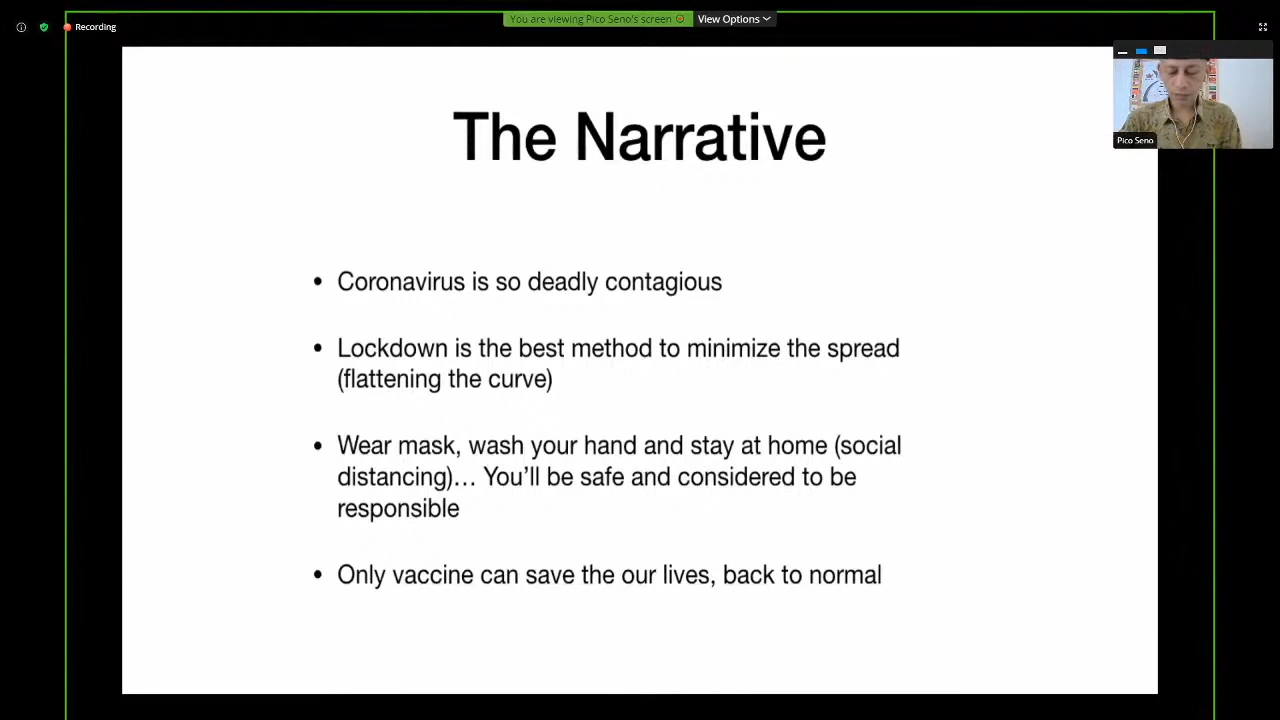 You are viewing Pico Seno's screen
View Options
Recording
The Narrative
Pico Seno
• Coronavirus is so deadly contagious
• Lockdown is the best method to minimize the spread
(flattening the curve)
• Wear mask, wash your hand and stay at home (social
distancing)… You'll be safe and considered to be
responsible
• Only vaccine can save the our lives, back to normal